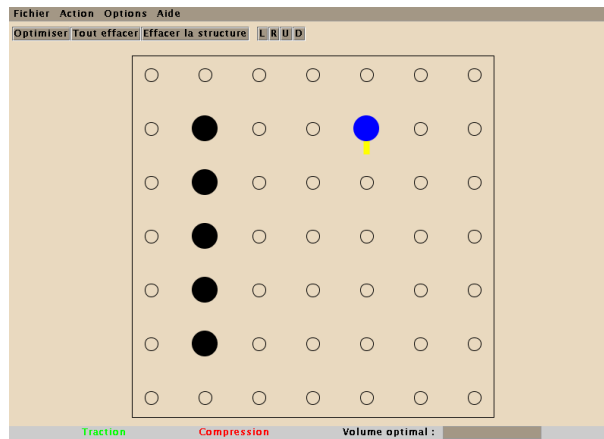 Fichier Action Options Aide
Optimiser Tout effacer Effacer la structure L R U D
Traction Compression Volume optimal :